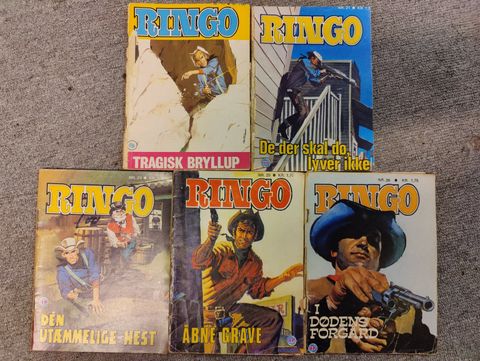 RINGO
TRAGISK BRYLLUP
RINGO
De der skal dø,
lyver ikke
RINGO
DEN
UTÆMMELIGE HEST
RINGO
ÅBNE GRAVE
RINGO
I
DØDENS
FORGÅRD